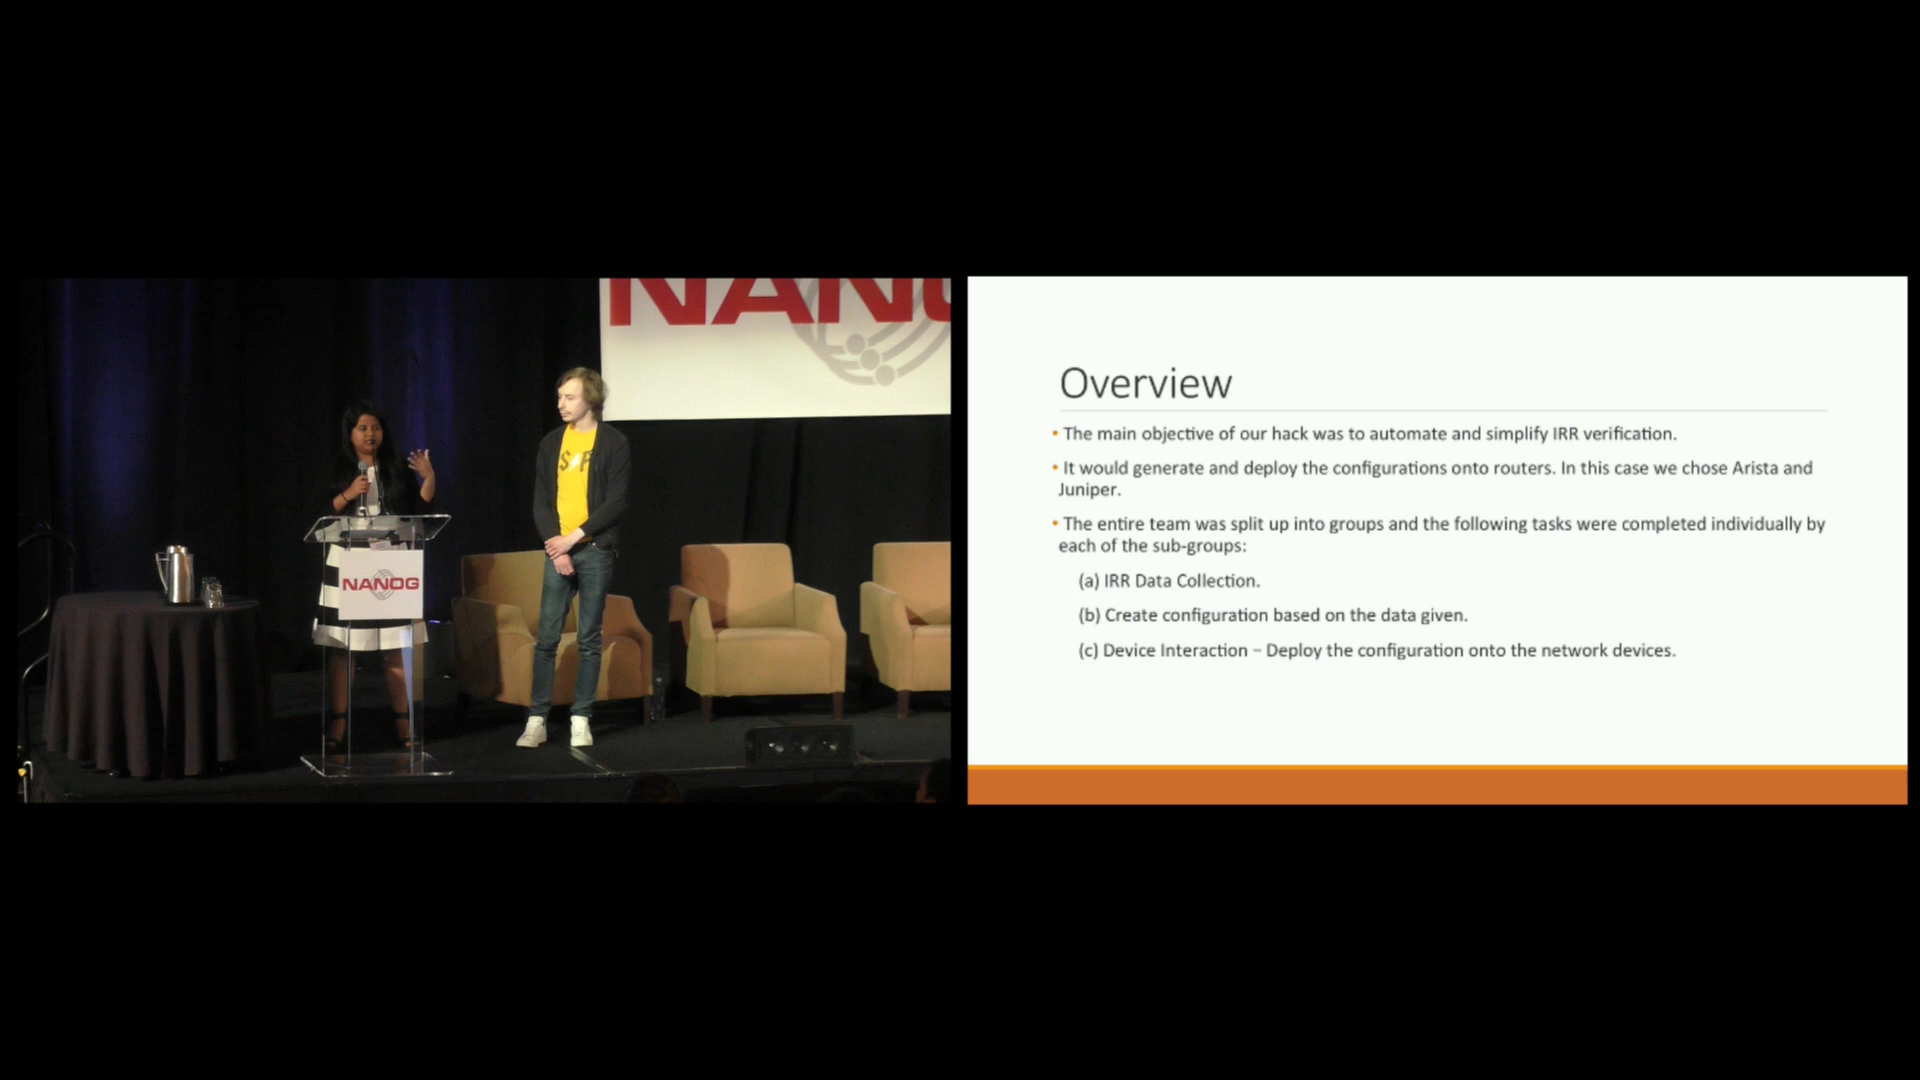 NANO
S
P
NANOG
Overview
• The main objective of our hack was to automate and simplify IRR verification.
• It would generate and deploy the configurations onto routers. In this case we chose Arista and
Juniper.
• The entire team was split up into groups and the following tasks were completed individually by
each of the sub-groups:
(a) IRR Data Collection.
(b) Create configuration based on the data given.
(c) Device Interaction – Deploy the configuration onto the network devices.